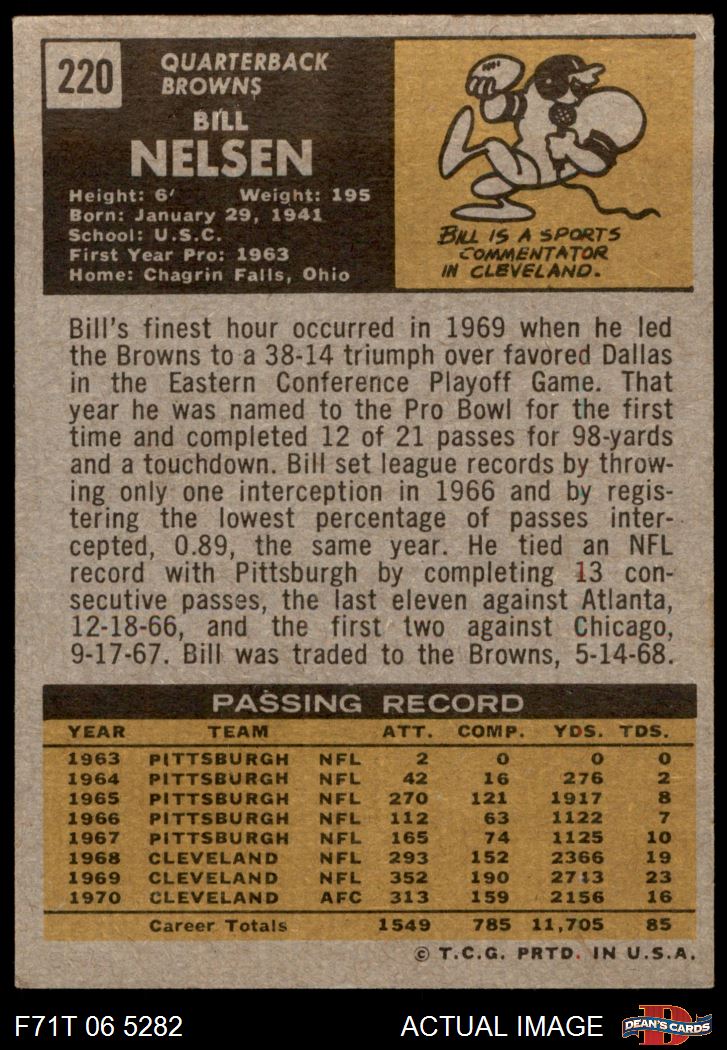 220
QUARTERBACK
BROWNS
BILL
NELSEN
Height: 6' Weight: 195
Born: January 29, 1941
School: U.S.C.
First Year Pro: 1963
Home: Chagrin Falls, Ohio
BILL IS A SPORTS
COMMENTATOR
IN CLEVELAND.
Bill's finest hour occurred in 1969 when he led
the Browns to a 38-14 triumph over favored Dallas
in the Eastern Conference Playoff Game. That
year he was named to the Pro Bowl for the first
time and completed 12 of 21 passes for 98-yards
and a touchdown. Bill set league records by throw-
ing only one interception in 1966 and by regis-
tering the lowest percentage of passes inter-
cepted, 0.89, the same year. He tied an NFL
record with Pittsburgh by completing 13 con-
secutive passes, the last eleven against Atlanta,
12-18-66, and the first two against Chicago,
9-17-67. Bill was traded to the Browns, 5-14-68.
PASSING RECORD
YEAR TEAM ATT. COMP. YDS. TDS.
1963 PITTSBURGH NFL 2 0 0 0
1964 PITTSBURGH NFL 42 16 276 2
1965 PITTSBURGH NFL 270 121 1917 8
1966 PITTSBURGH NFL 112 63 1122 7
1967 PITTSBURGH NFL 165 74 1125 10
1968 CLEVELAND NFL 293 152 2366 19
1969 CLEVELAND NFL 352 190 2743 23
1970 CLEVELAND AFC 313 159 2156 16
Career Totals 1549 785 11,705 85
© T.C.G. PRTD. IN U.S.A.
F71T 06 5282 ACTUAL IMAGE
D
DEAN'S CARDS